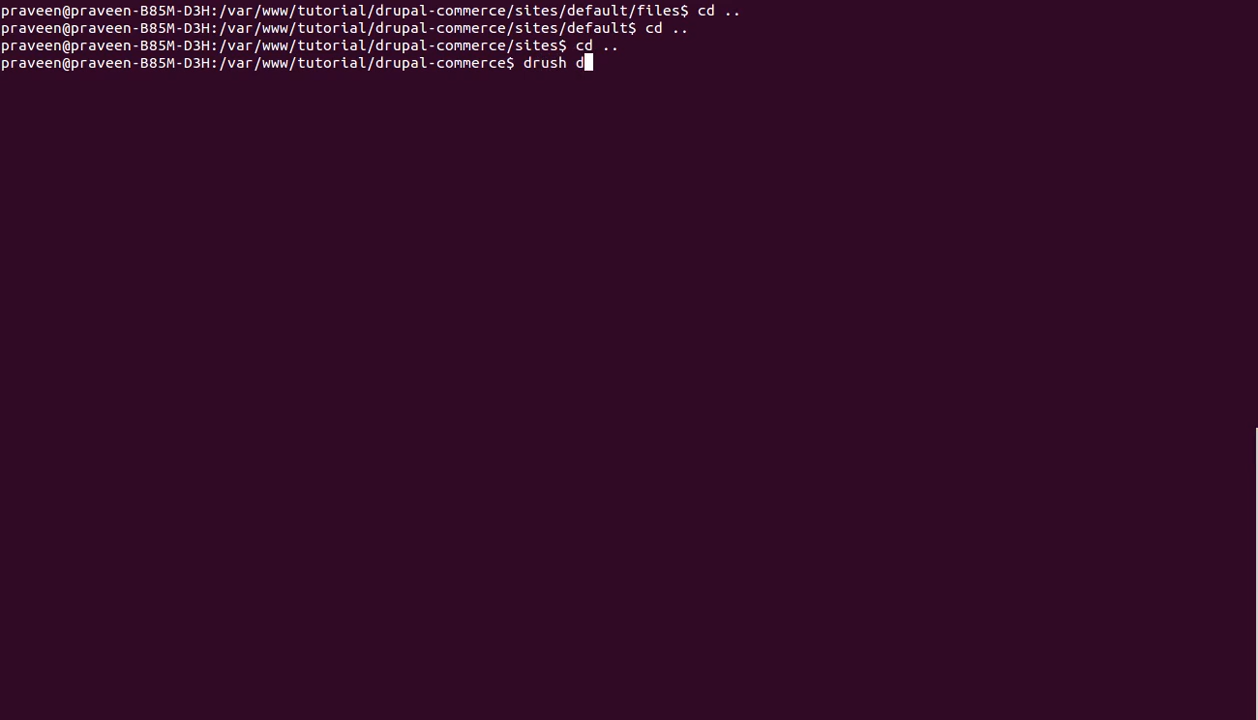 praveen@praveen-B85M-D3H:/var/www/tutorial/drupal-commerce/sites/default/files$ cd ..
praveen@praveen-B85M-D3H:/var/www/tutorial/drupal-commerce/sites/default$ cd ..
praveen@praveen-B85M-D3H:/var/www/tutorial/drupal-commerce/sites$ cd ..
praveen@praveen-B85M-D3H:/var/www/tutorial/drupal-commerce$ drush d